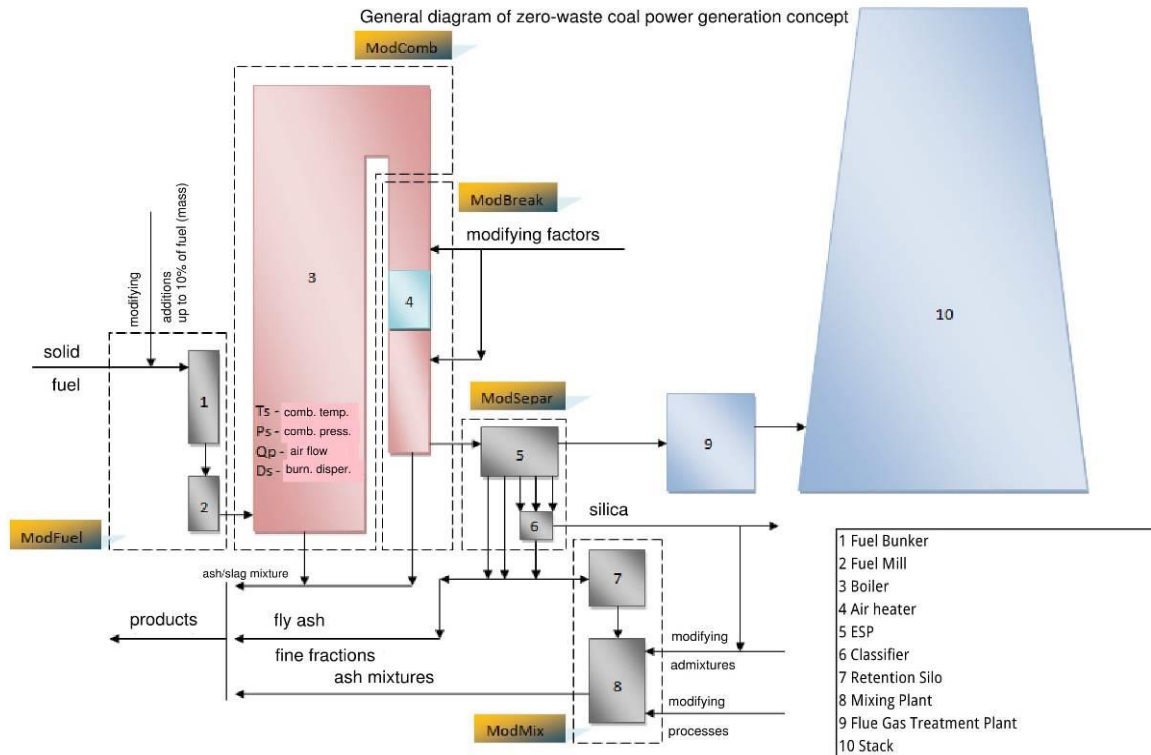 General diagram of zero-waste coal power generation concept
ModComb
ModBreak
modifying factors
modifying
additions
up to 10% of fuel (mass)
3
4
10
solid
fuel
1
2
Ts - comb. temp.
Ps - comb. press.
Qp - air flow
Ds - burn. disper.
ModSepar
5
9
6
silica
ModFuel
ash/slag mixture
7
products
fly ash
fine fractions
ash mixtures
8
modifying
admixtures
modifying
processes
ModMix
1 Fuel Bunker
2 Fuel Mill
3 Boiler
4 Air heater
5 ESP
6 Classifier
7 Retention Silo
8 Mixing Plant
9 Flue Gas Treatment Plant
10 Stack